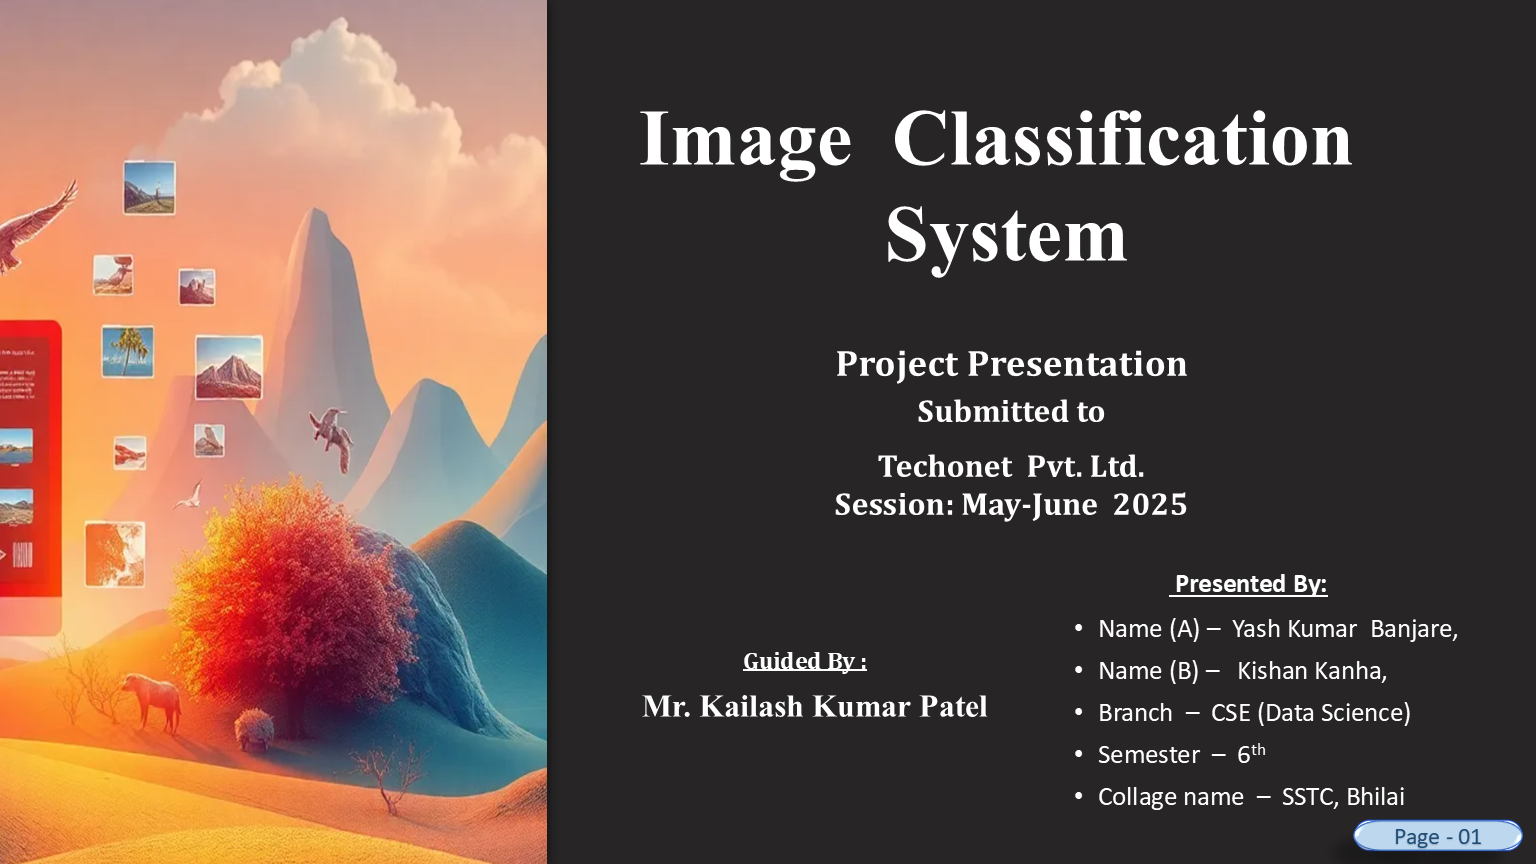 Image Classification
System
Project Presentation
Submitted to
Techonet Pvt. Ltd.
Session: May-June 2025
Guided By :
Mr. Kailash Kumar Patel
Presented By:
• Name (A) – Yash Kumar Banjare,
• Name (B) – Kishan Kanha,
• Branch – CSE (Data Science)
• Semester – 6th
• Collage name – SSTC, Bhilai
Page - 01